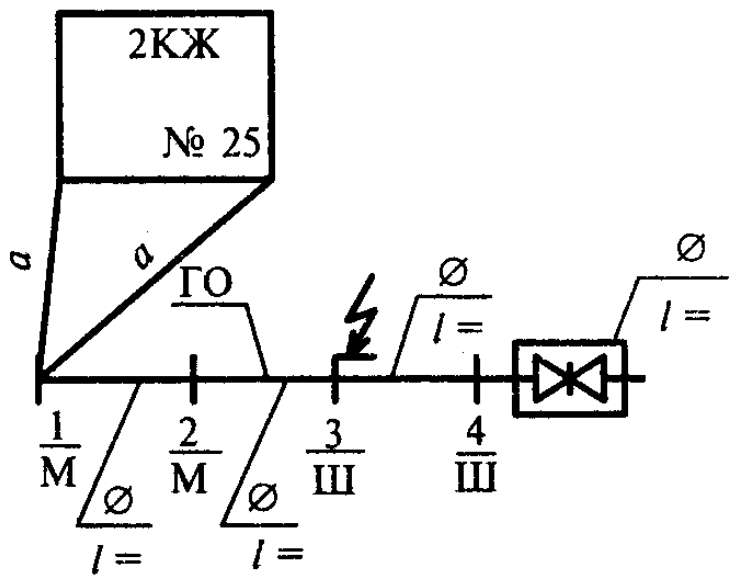 2КЖ
№ 25
a
a
ГО
Ø
l =
Ø
l =
1
М
2
М
3
Ш
4
Ш
Ø
l =
Ø
l =